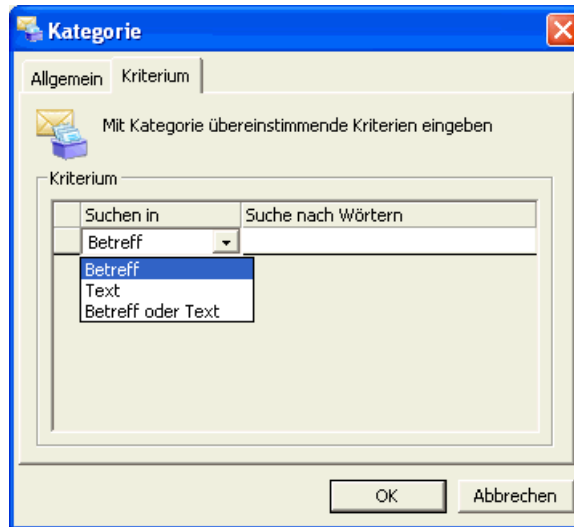 Kategorie
Allgemein Kriterium
Mit Kategorie übereinstimmende Kriterien eingeben
Kriterium
Suchen in Suche nach Wörtern
Betreff
Betreff
Text
Betreff oder Text
OK Abbrechen